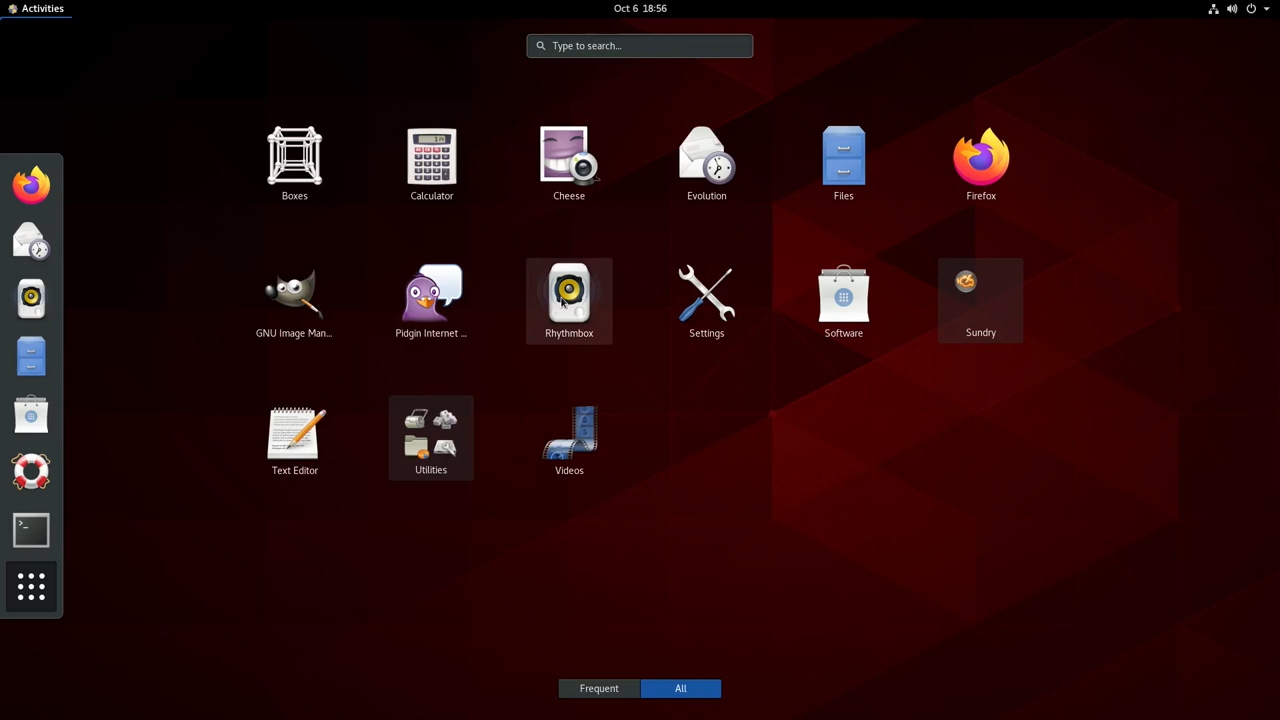 Activities
Oct 6 18:56
Type to search...
Boxes
Calculator
Cheese
Evolution
Files
Firefox
GNU Image Man...
Pidgin Internet ...
Rhythmbox
Settings
Software
Sundry
Text Editor
Utilities
Videos
Frequent
All